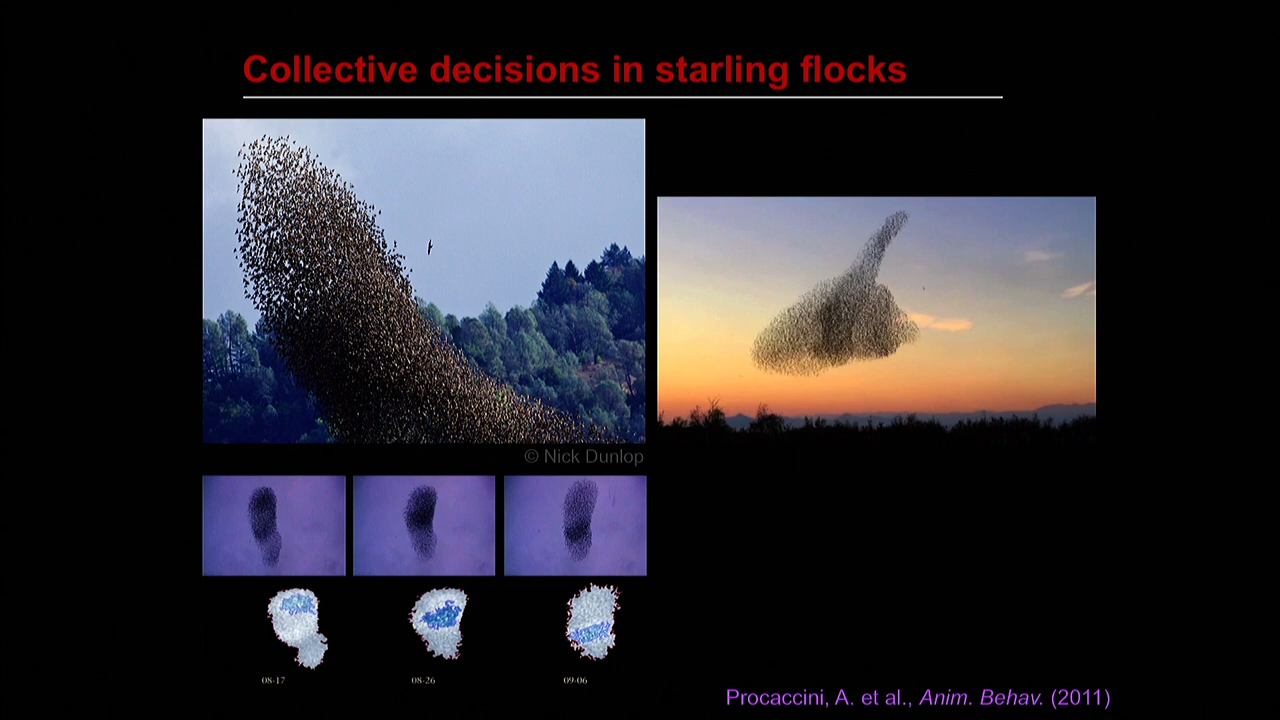 Collective decisions in starling flocks
© Nick Dunlop
08-17
08-26
09-06
Procaccini, A. et al., Anim. Behav. (2011)